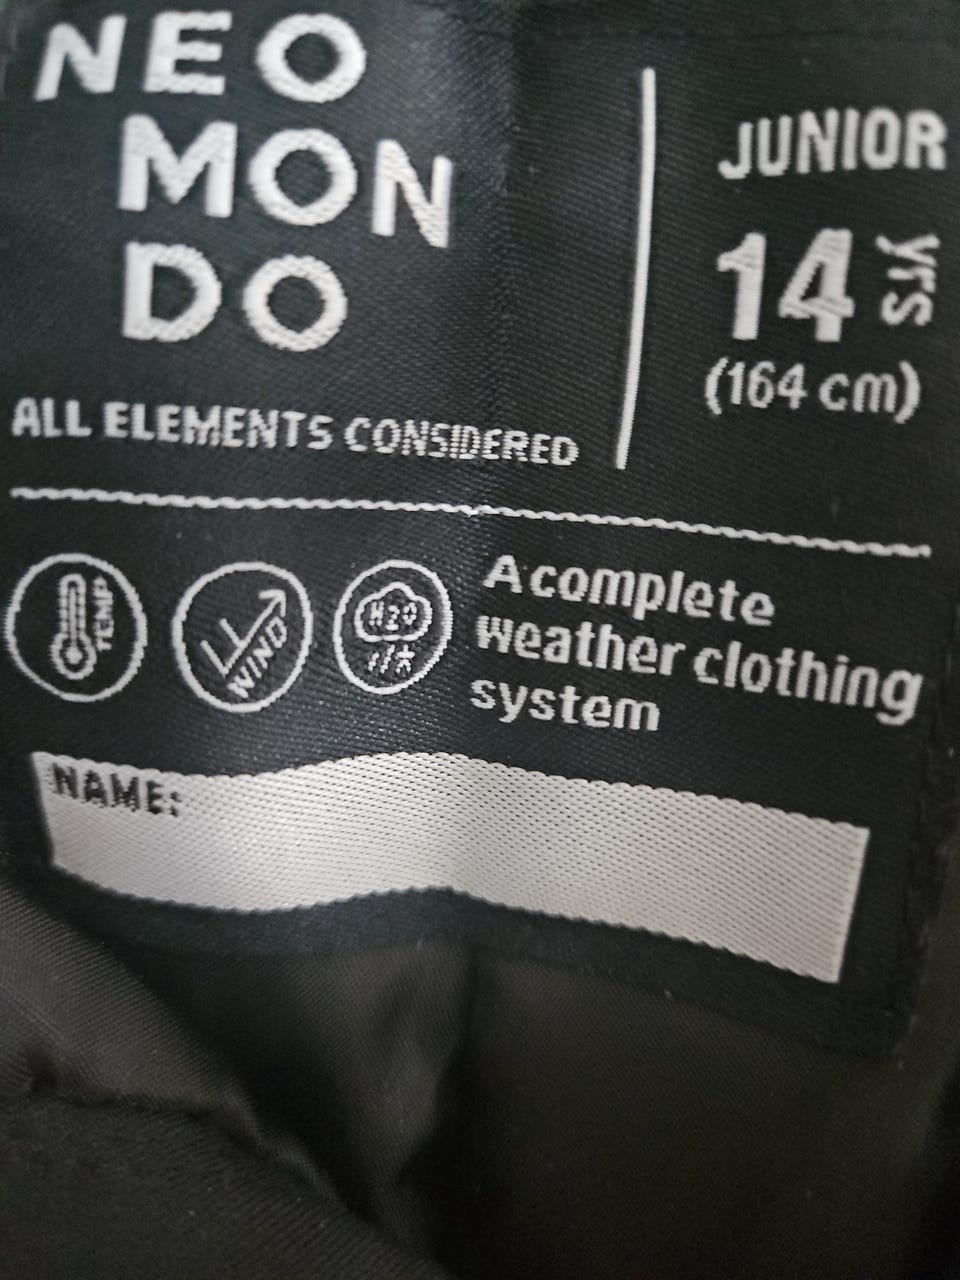 NEO
MON
DO
ALL ELEMENTS CONSIDERED
JUNIOR
14 yrs
(164 cm)
TEMP
WIND
H2O
A complete
weather clothing
system
NAME: